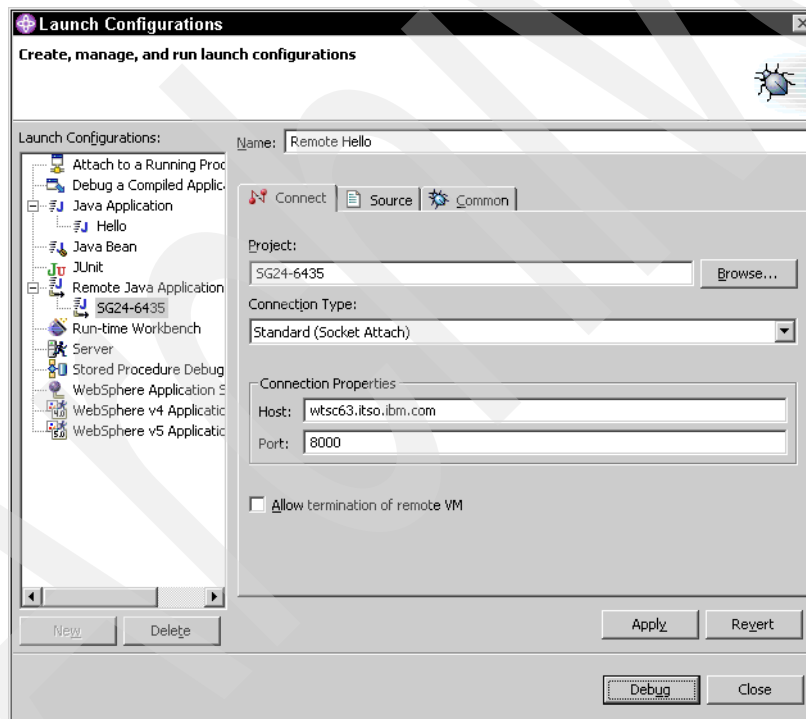 Launch Configurations
Create, manage, and run launch configurations
Launch Configurations:
Attach to a Running Proc
Debug a Compiled Applic
Java Application
Hello
Java Bean
JUnit
Remote Java Application
SG24-6435
Run-time Workbench
Server
Stored Procedure Debug
WebSphere Application S
WebSphere v4 Applicatic
WebSphere v5 Applicatic
New
Delete
Name: Remote Hello
Connect Source Common
Project:
SG24-6435 Browse...
Connection Type:
Standard (Socket Attach)
Connection Properties
Host: wtsc63.itso.ibm.com
Port: 8000
Allow termination of remote VM
Apply Revert
Debug Close